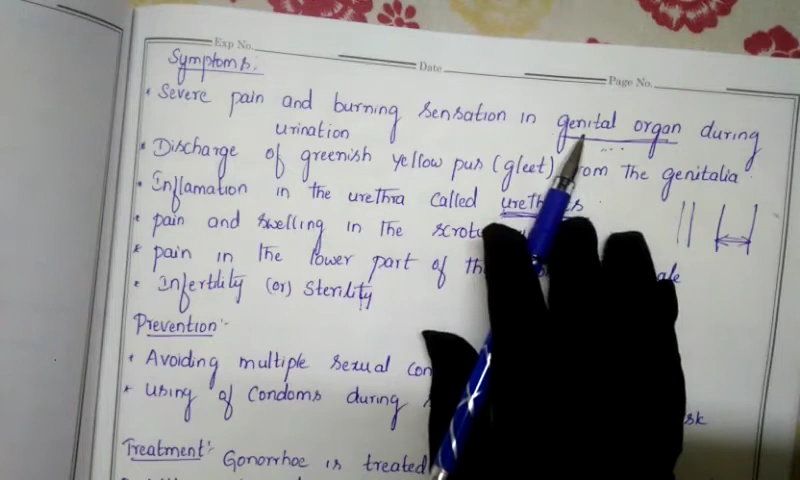 Exp No.
Date
Page No.
Symptoms:
• Severe pain and burning sensation in genital organ during
urination
• Discharge of greenish yellow pus (gleet) from the genitalia.
• Inflamation in the urethra called
• pain and swelling in the
* pain in the lower part of
• Infertility (or) Sterility
Prevention:-
• Avoiding multiple sexual
* using of condoms during
Treatment:- Gonorrhoe is treated